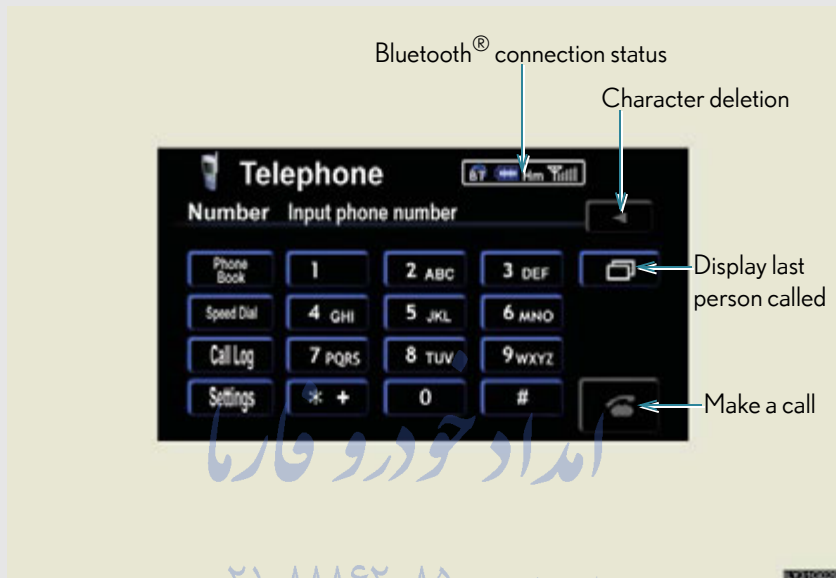 Bluetooth® connection status
Character deletion
Telephone
BT Hm
Number Input phone number
Phone Book 1 2 ABC 3 DEF
Display last person called
Speed Dial 4 GHI 5 JKL 6 MNO
Call Log 7 PQRS 8 TUV 9 WXYZ
Settings * + 0 #
Make a call
امداد خودرو فارما